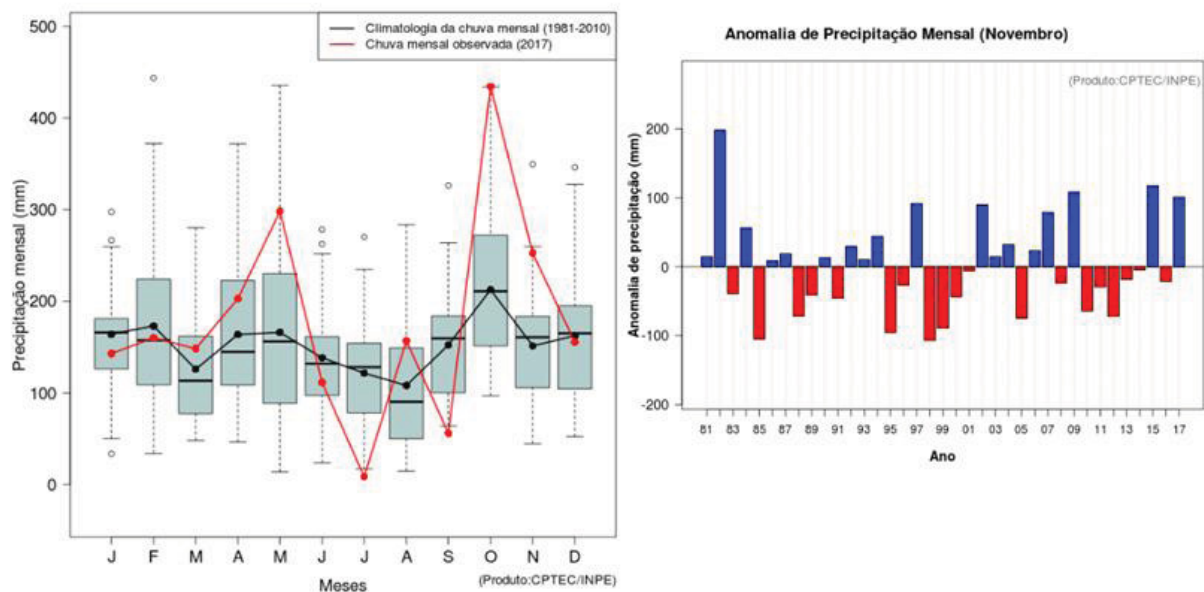 Climatologia da chuva mensal (1981-2010)
Chuva mensal observada (2017)
Precipitação mensal (mm)
500
400
300
200
100
0
J F M A M J J A S O N D
Meses
(Produto:CPTEC/INPE)
Anomalia de Precipitação Mensal (Novembro)
(Produto:CPTEC/INPE)
Anomalia de precipitação (mm)
200
100
0
-100
-200
81 83 85 87 89 91 93 95 97 99 01 03 05 07 09 11 13 15 17
Ano